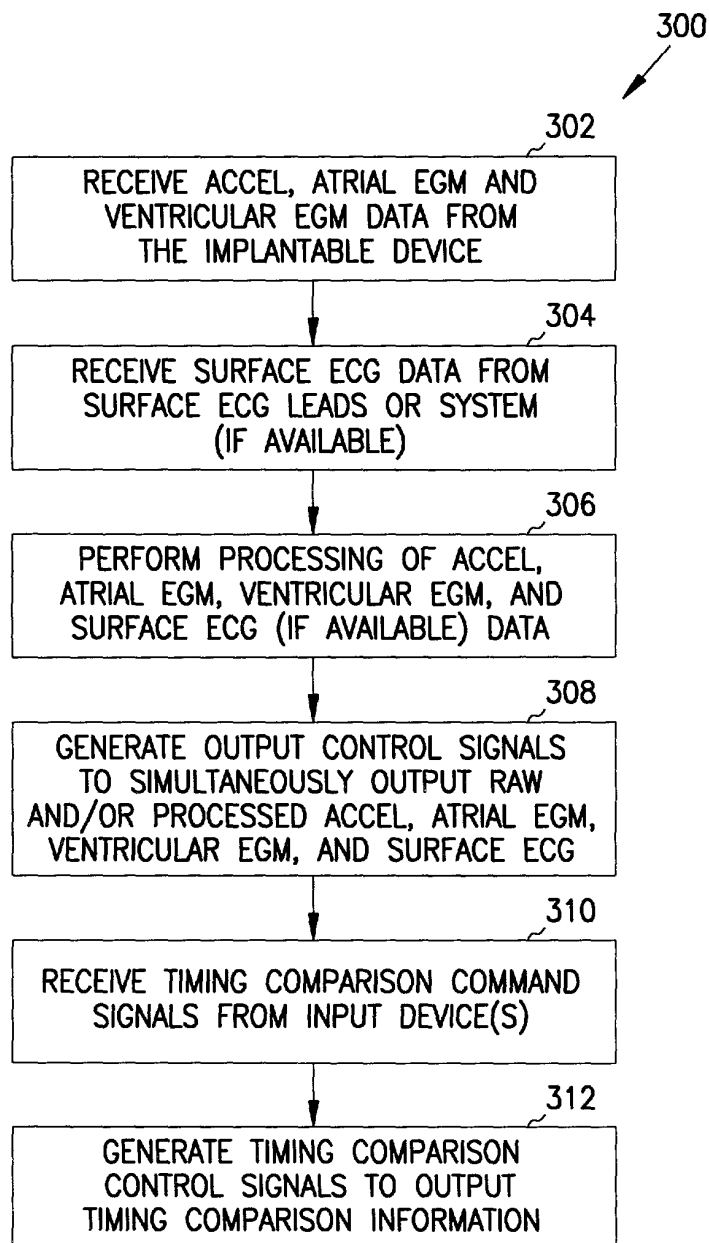 300
302
RECEIVE ACCEL, ATRIAL EGM AND
VENTRICULAR EGM DATA FROM
THE IMPLANTABLE DEVICE
304
RECEIVE SURFACE ECG DATA FROM
SURFACE ECG LEADS OR SYSTEM
(IF AVAILABLE)
306
PERFORM PROCESSING OF ACCEL,
ATRIAL EGM, VENTRICULAR EGM, AND
SURFACE ECG (IF AVAILABLE) DATA
308
GENERATE OUTPUT CONTROL SIGNALS
TO SIMULTANEOUSLY OUTPUT RAW
AND/OR PROCESSED ACCEL, ATRIAL EGM,
VENTRICULAR EGM, AND SURFACE ECG
310
RECEIVE TIMING COMPARISON COMMAND
SIGNALS FROM INPUT DEVICE(S)
312
GENERATE TIMING COMPARISON
CONTROL SIGNALS TO OUTPUT
TIMING COMPARISON INFORMATION